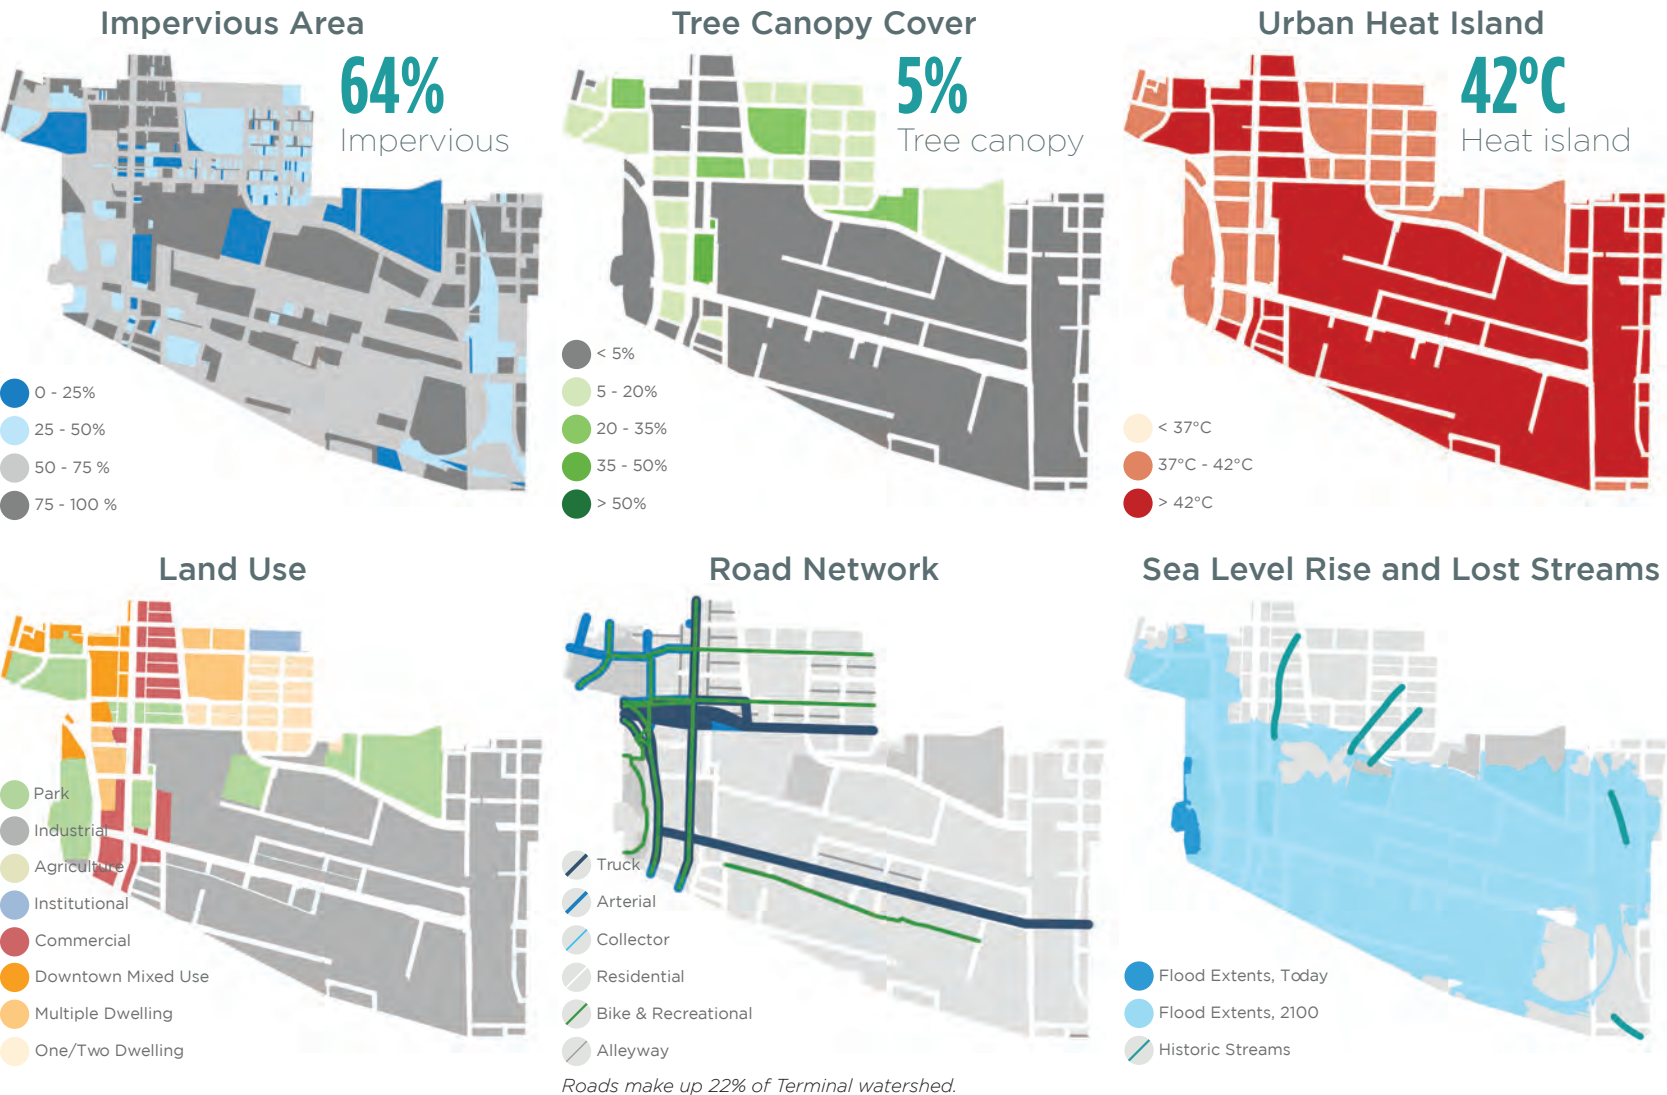 Impervious Area
64%
Impervious
0 - 25%
25 - 50%
50 - 75 %
75 - 100 %
Tree Canopy Cover
5%
Tree canopy
< 5%
5 - 20%
20 - 35%
35 - 50%
> 50%
Urban Heat Island
42°C
Heat island
< 37°C
37°C - 42°C
> 42°C
Land Use
Park
Industrial
Agriculture
Institutional
Commercial
Downtown Mixed Use
Multiple Dwelling
One/Two Dwelling
Road Network
Truck
Arterial
Collector
Residential
Bike & Recreational
Alleyway
Roads make up 22% of Terminal watershed.
Sea Level Rise and Lost Streams
Flood Extents, Today
Flood Extents, 2100
Historic Streams